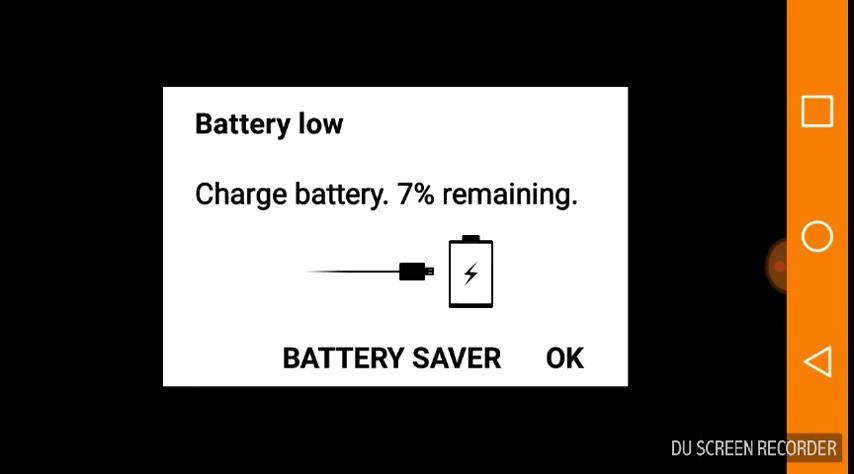 Battery low
Charge battery. 7% remaining.
BATTERY SAVER OK
DU SCREEN RECORDER